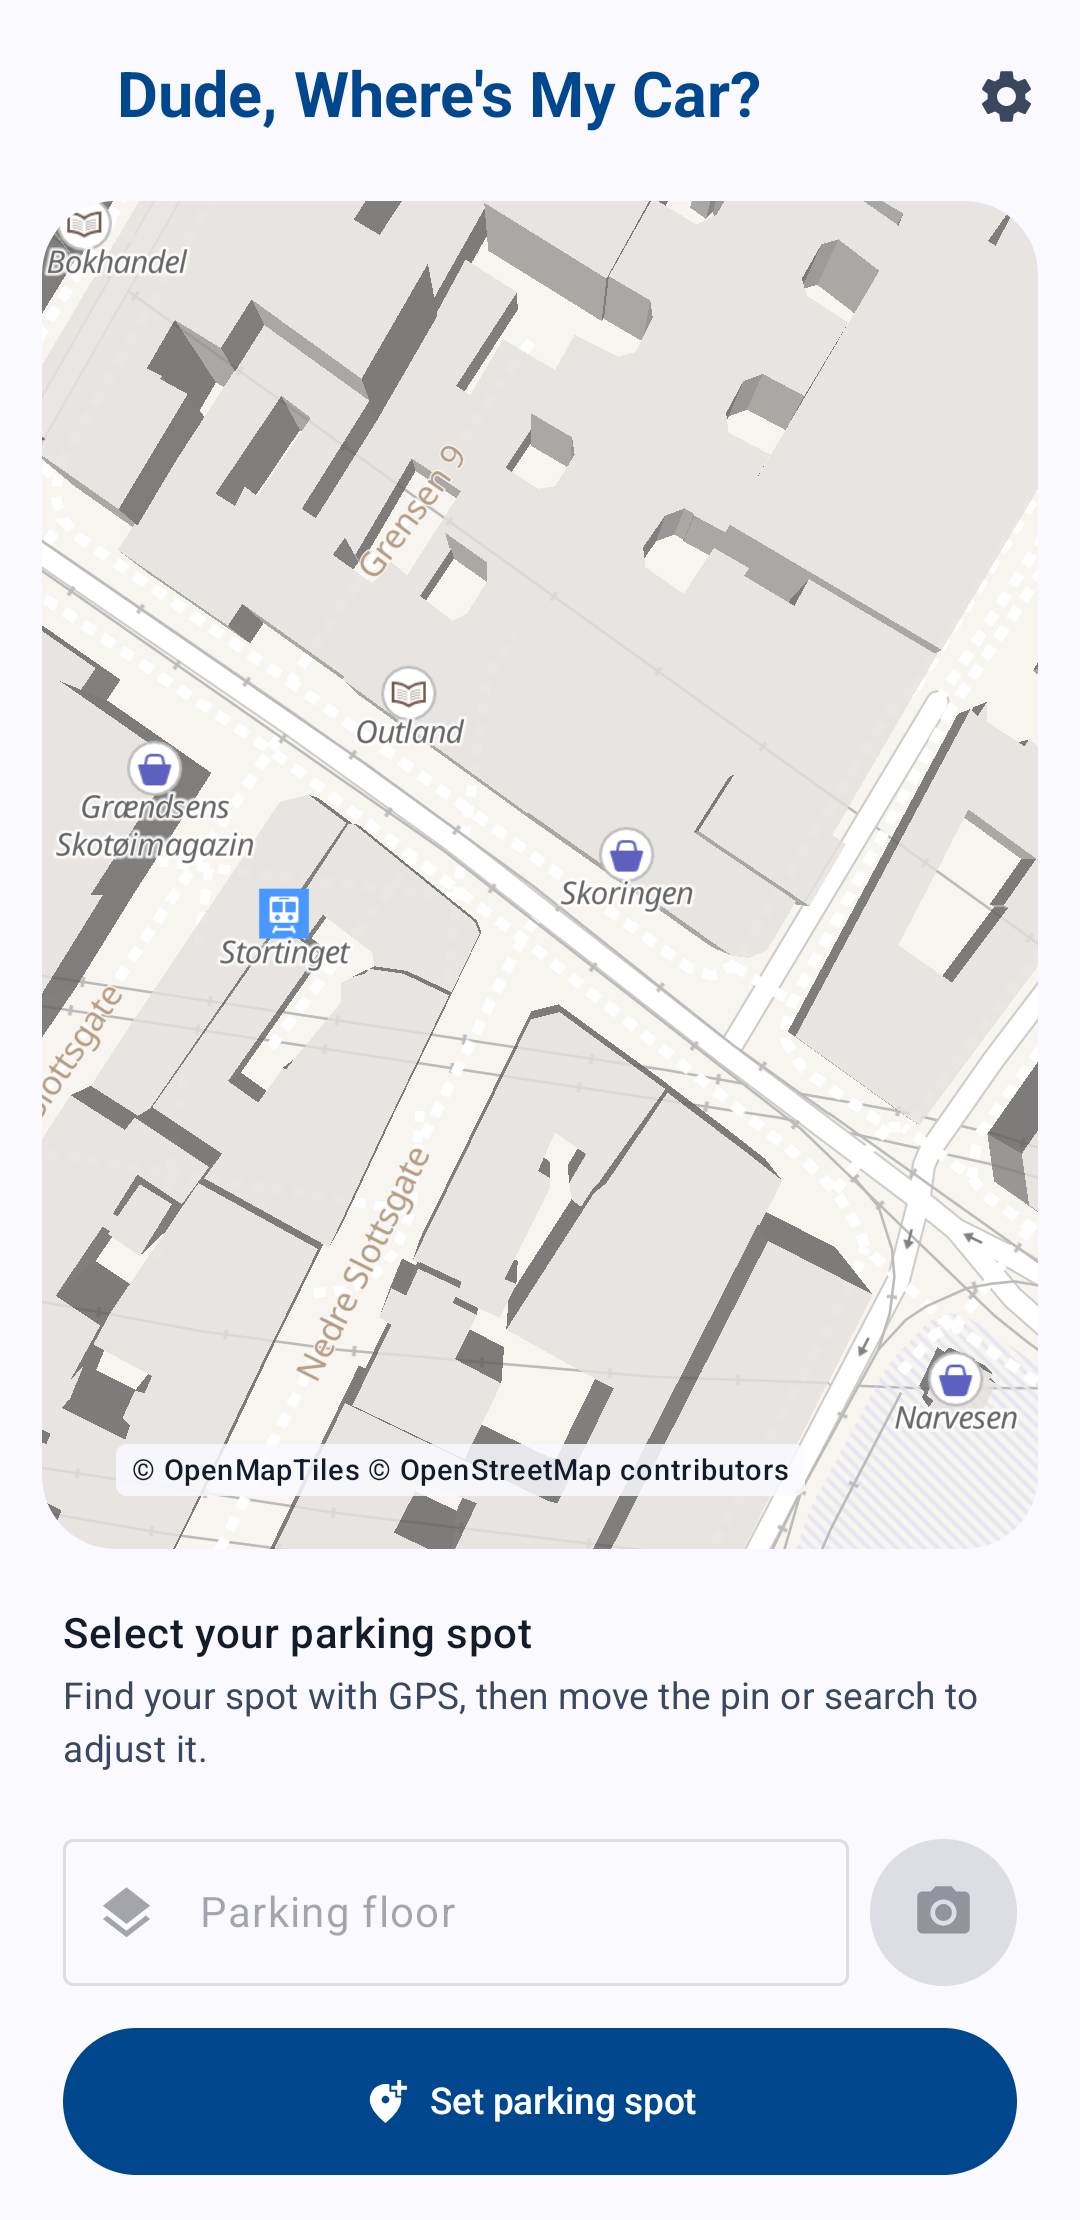 Dude, Where's My Car?
Bokhandel
Grensen 9
Outland
Grændsens
Skotøimagazin
Skoringen
Stortinget
Slottsgate
Nedre Slottsgate
Narvesen
© OpenMapTiles © OpenStreetMap contributors
Select your parking spot
Find your spot with GPS, then move the pin or search to
adjust it.
Parking floor
Set parking spot